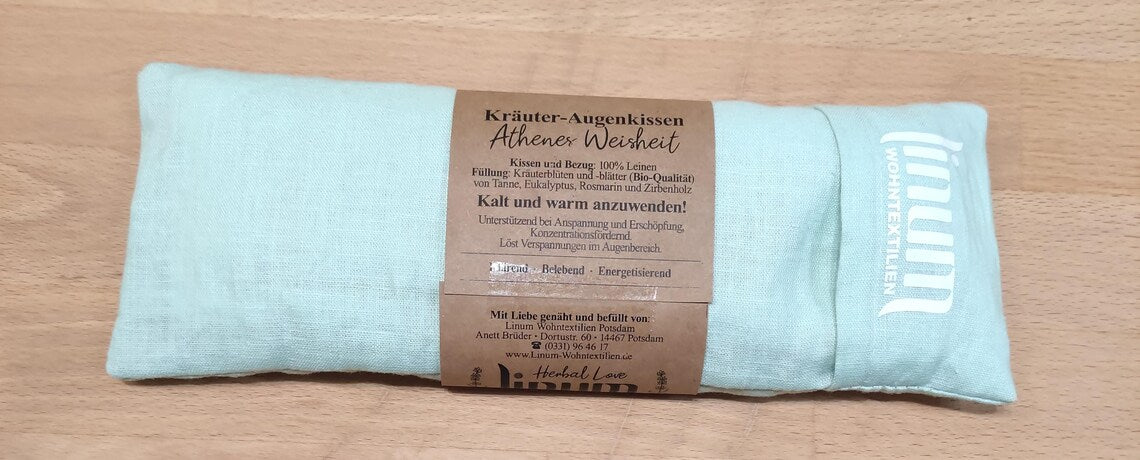 Kräuter-Augenkissen
Athenes Weisheit
Kissen und Bezug: 100% Leinen
Füllung: Kräuterblüten und -blätter (Bio-Qualität)
von Tanne, Eukalyptus, Rosmarin und Zirbenholz
Kalt und warm anzuwenden!
Unterstützend bei Anspannung und Erschöpfung,
Konzentrationsfördernd.
Löst Verspannungen im Augenbereich.
· Belebend · Energetisierend
Mit Liebe genäht und befüllt von:
Linum Wohntextilien Potsdam
Anett Brüder · Dortustr. 60 · 14467 Potsdam
☎ (0331) 96 46 17
www.Linum-Wohntextilien.de
Herbal Love
linum
linum
WOHNTEXTILIEN